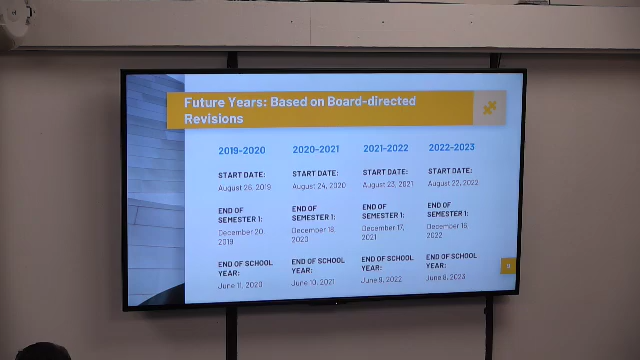 Future Years: Based on Board-directed
Revisions
2019-2020
START DATE:
August 26, 2019
END OF
SEMESTER 1:
December 20,
2019
END OF SCHOOL
YEAR:
June 11, 2020
2020-2021
START DATE:
August 24, 2020
END OF
SEMESTER 1:
December 18,
2020
END OF SCHOOL
YEAR:
June 10, 2021
2021-2022
START DATE:
August 23, 2021
END OF
SEMESTER 1:
December 17,
2021
END OF SCHOOL
YEAR:
June 9, 2022
2022-2023
START DATE:
August 22, 2022
END OF
SEMESTER 1:
December 16,
2022
END OF SCHOOL
YEAR:
June 8, 2023